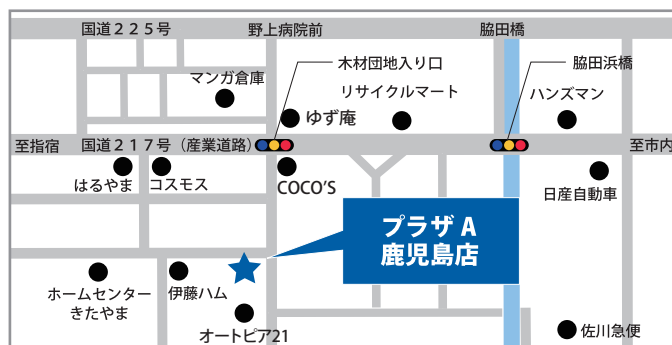 国道２２５号
野上病院前
脇田橋
木材団地入り口
脇田浜橋
マンガ倉庫
リサイクルマート
ハンズマン
ゆず庵
至指宿
国道２１７号（産業道路）
至市内
はるやま
コスモス
COCO'S
日産自動車
プラザ A
鹿児島店
ホームセンター
きたやま
伊藤ハム
オートピア21
佐川急便